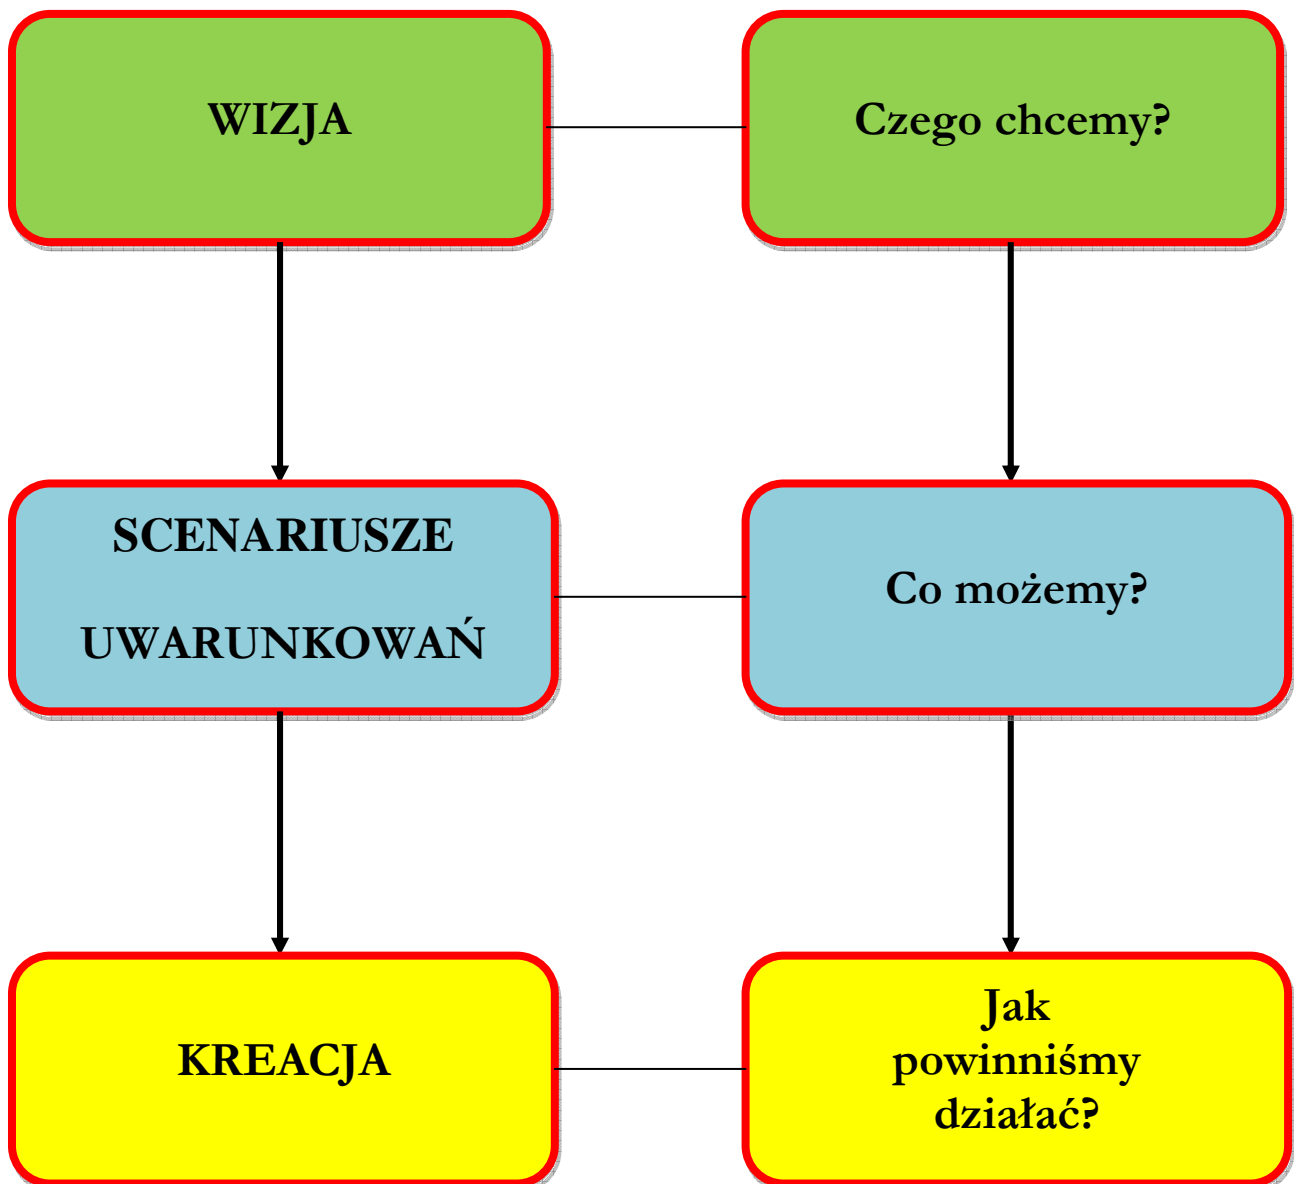 WIZJA
Czego chcemy?
SCENARIUSZE
UWARUNKOWAŃ
Co możemy?
KREACJA
Jak
powinniśmy
działać?